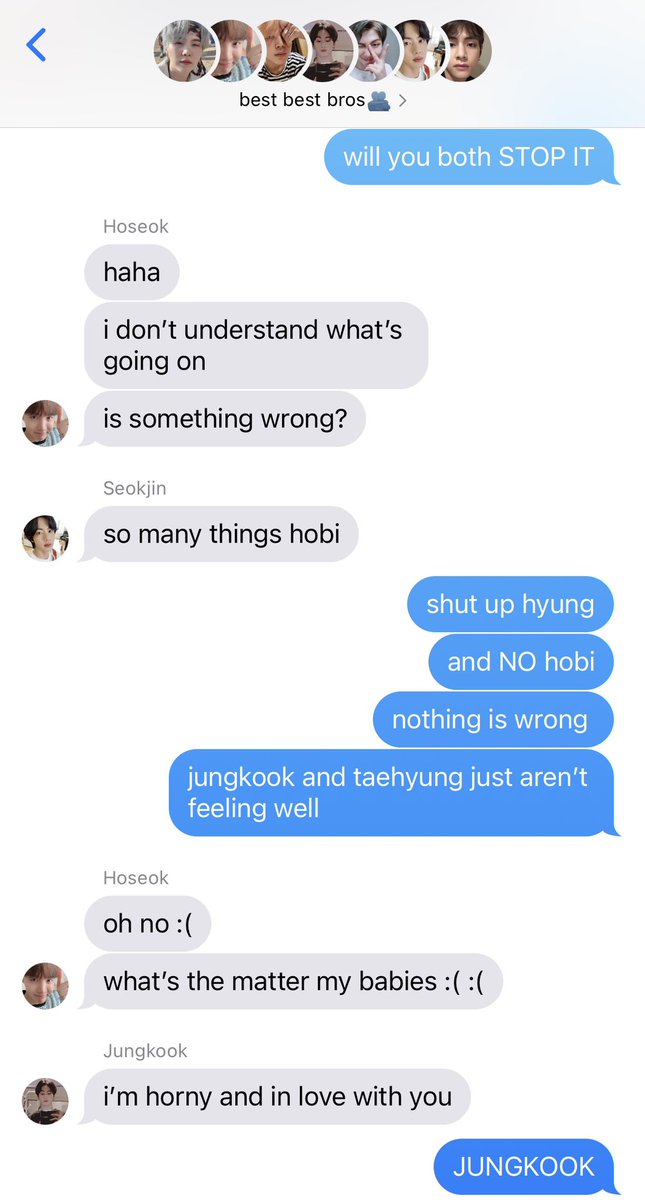 best best bros👥 >
will you both STOP IT
Hoseok
haha
i don’t understand what’s
going on
is something wrong?
Seokjin
so many things hobi
shut up hyung
and NO hobi
nothing is wrong
jungkook and taehyung just aren’t
feeling well
Hoseok
oh no :(
what’s the matter my babies :( :(
Jungkook
i’m horny and in love with you
JUNGKOOK